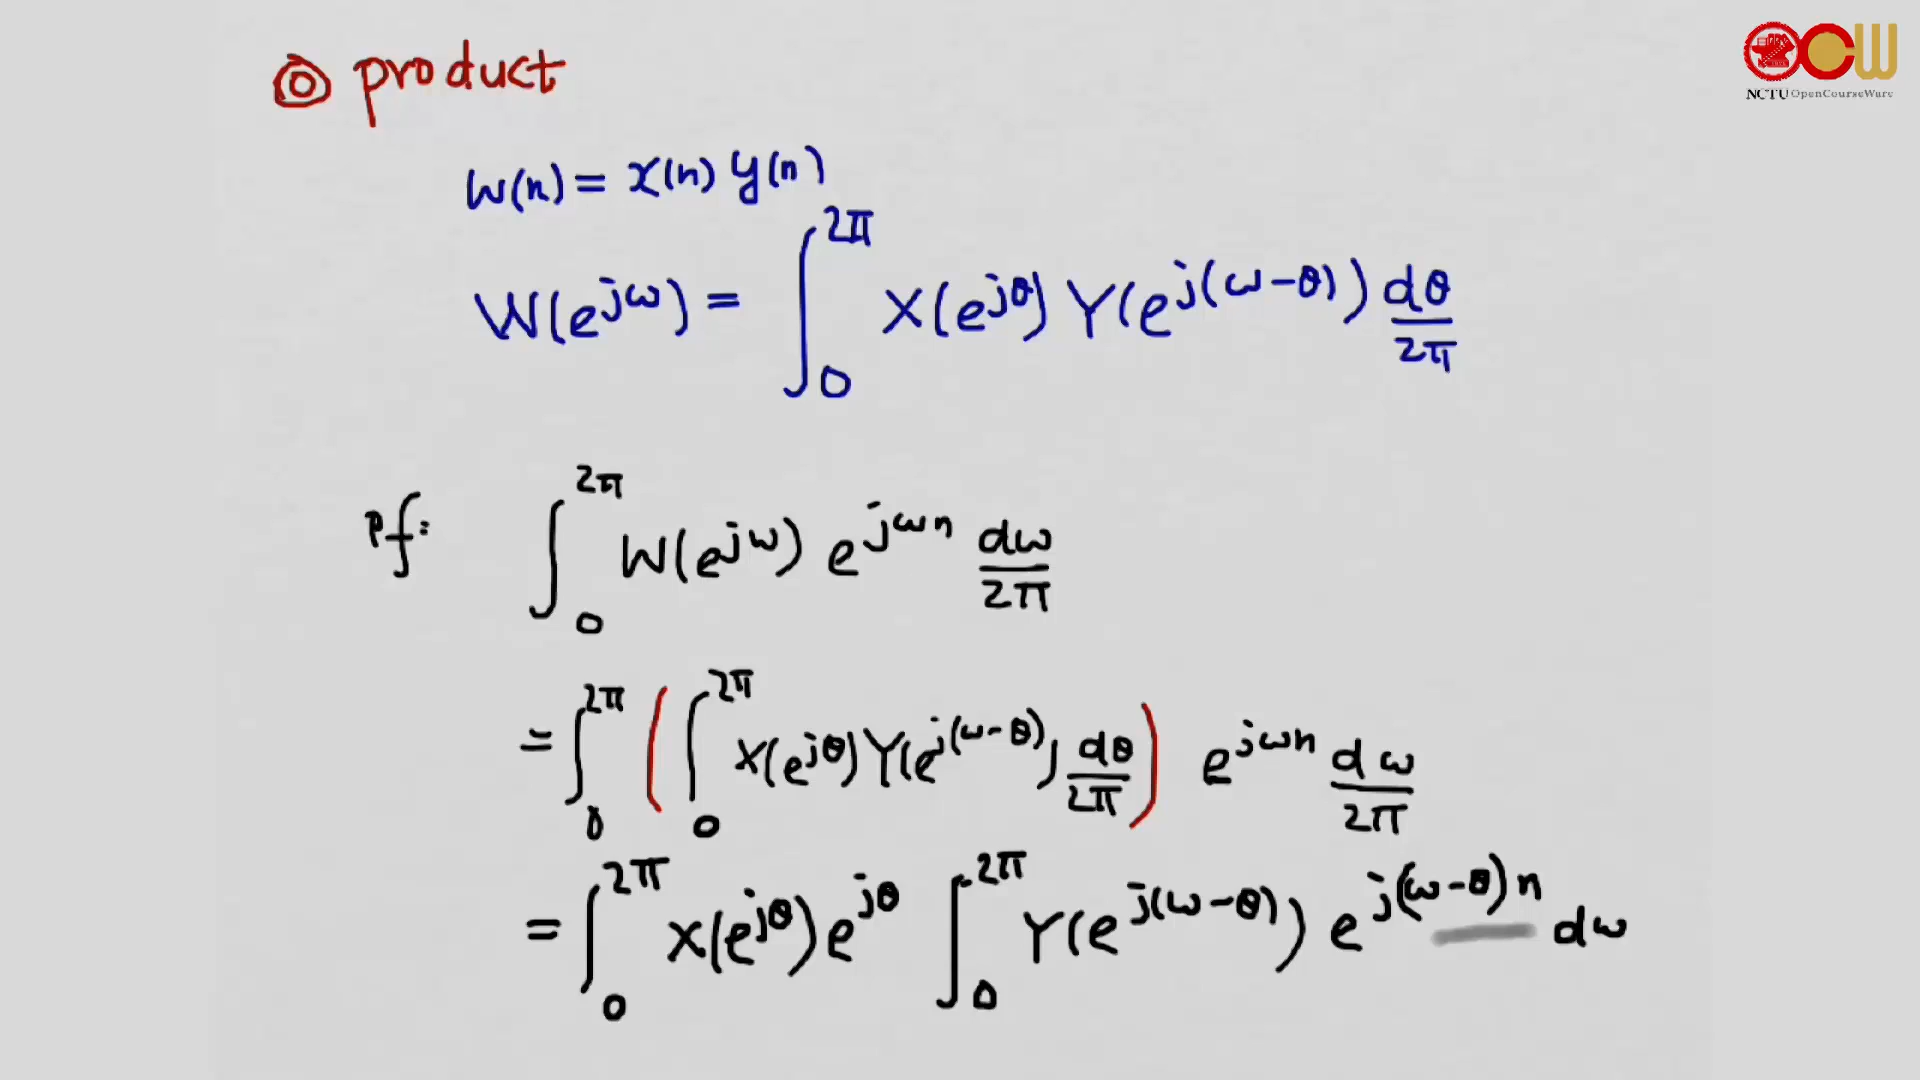 ◎ product
NCTU OpenCourseWare
w(n) = x(n) y(n)
W(e^{jω}) = ∫_0^{2π} X(e^{jθ}) Y(e^{j(ω-θ)}) dθ/2π
Pf: ∫_0^{2π} W(e^{jω}) e^{jωn} dω/2π
= ∫_0^{2π} ( ∫_0^{2π} X(e^{jθ}) Y(e^{j(ω-θ)}) dθ/2π ) e^{jωn} dω/2π
= ∫_0^{2π} X(e^{jθ}) e^{jθ} ∫_0^{2π} Y(e^{j(ω-θ)}) e^{j(ω-θ)n} dω